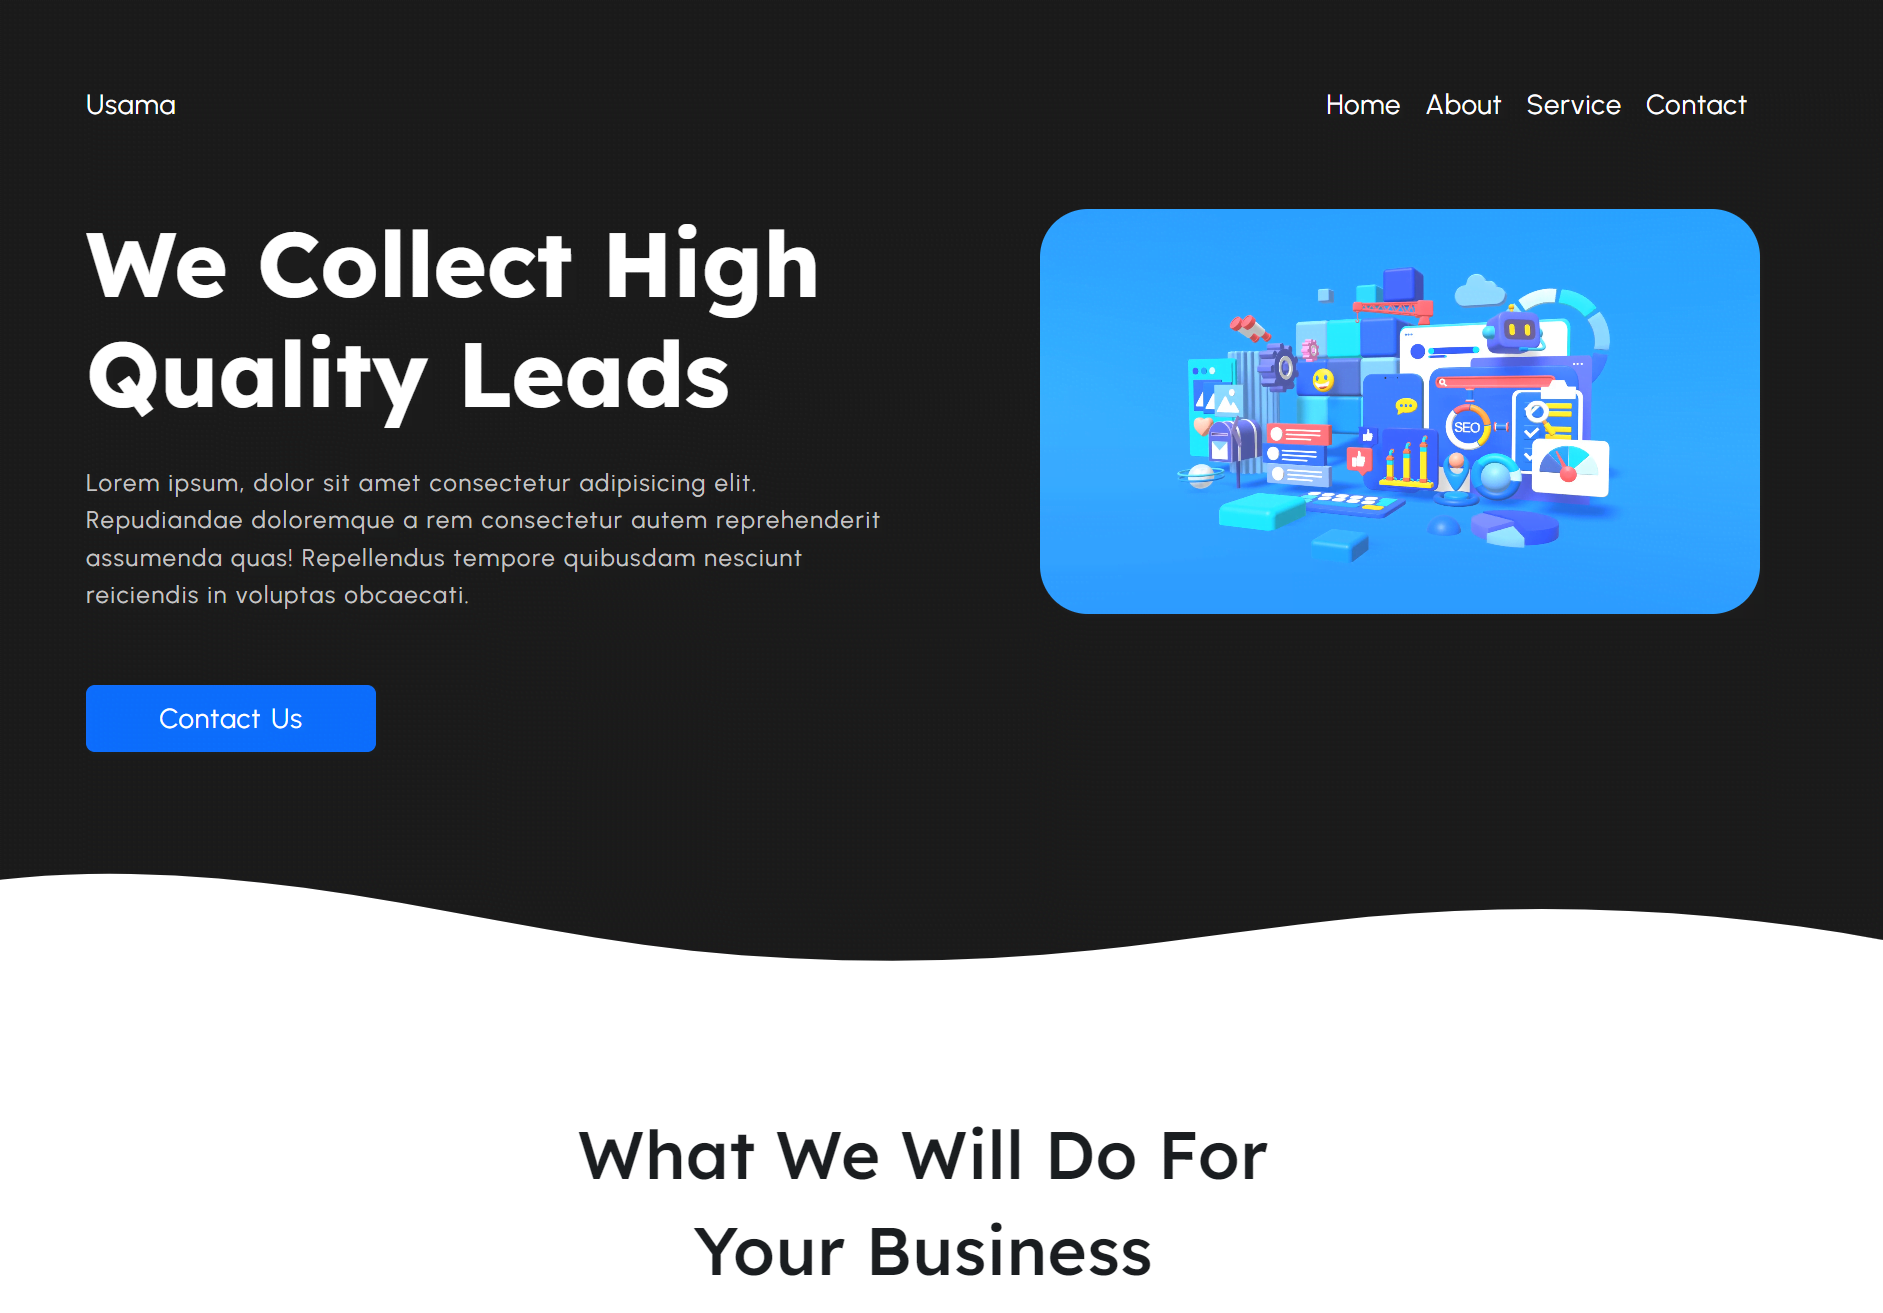 Usama
Home About Service Contact
We Collect High
Quality Leads
Lorem ipsum, dolor sit amet consectetur adipisicing elit.
Repudiandae doloremque a rem consectetur autem reprehenderit
assumenda quas! Repellendus tempore quibusdam nesciunt
reiciendis in voluptas obcaecati.
SEO
Contact Us
What We Will Do For
Your Business